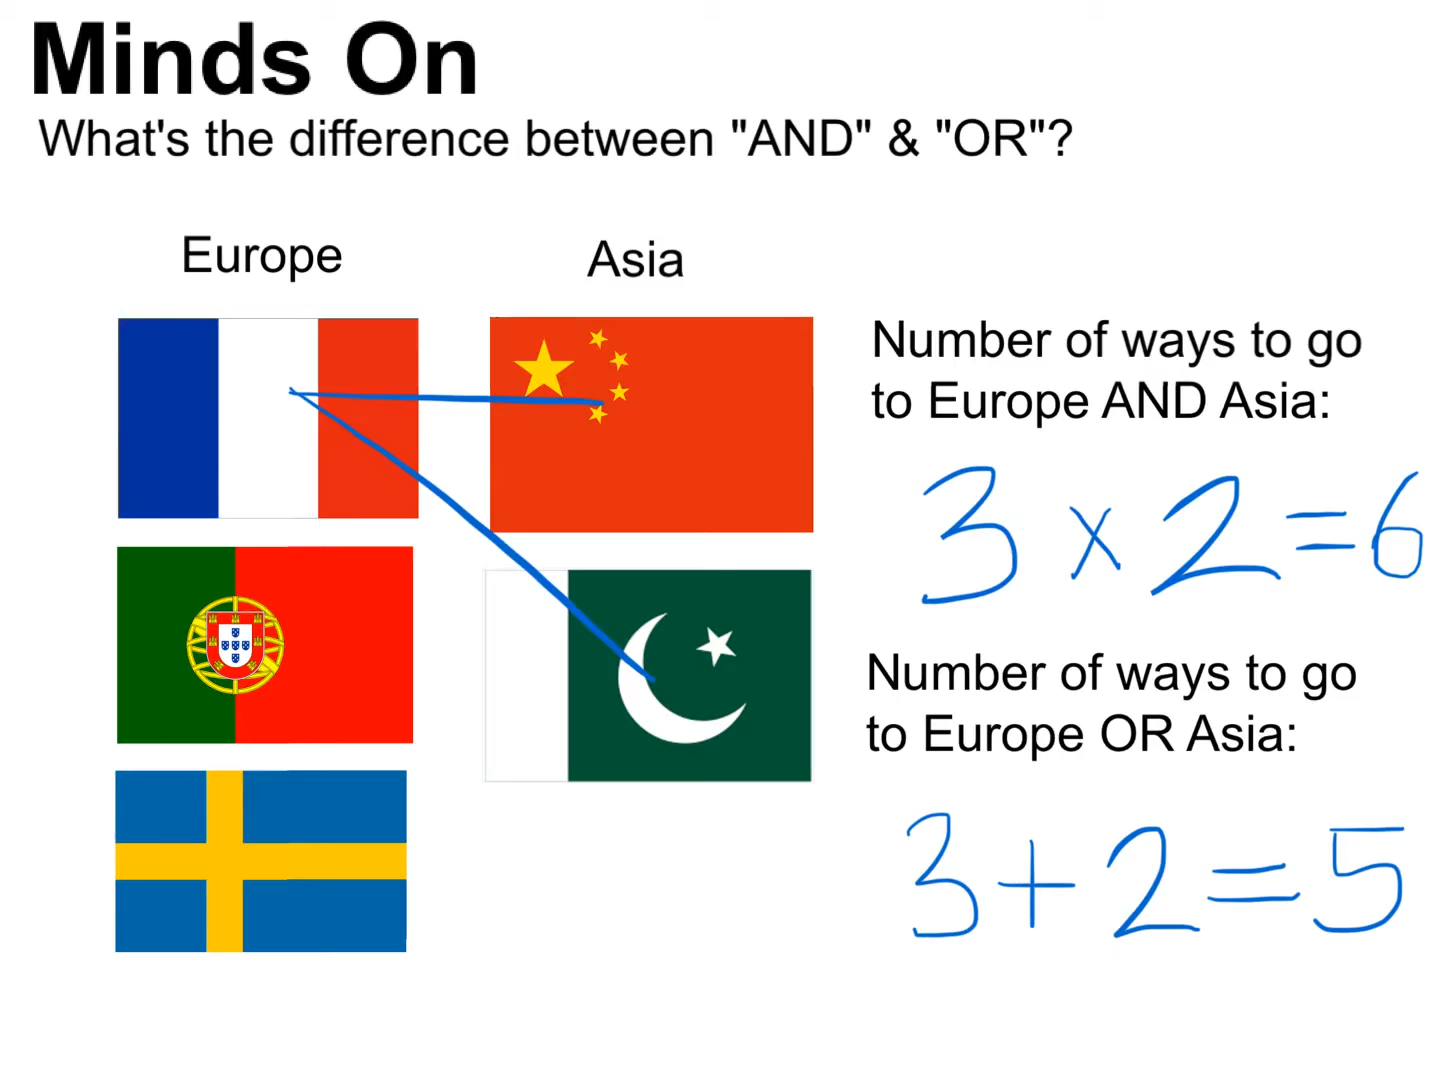 Minds On
What's the difference between "AND" & "OR"?
Europe
Asia
Number of ways to go
to Europe AND Asia:
3 x 2 = 6
Number of ways to go
to Europe OR Asia:
3 + 2 = 5